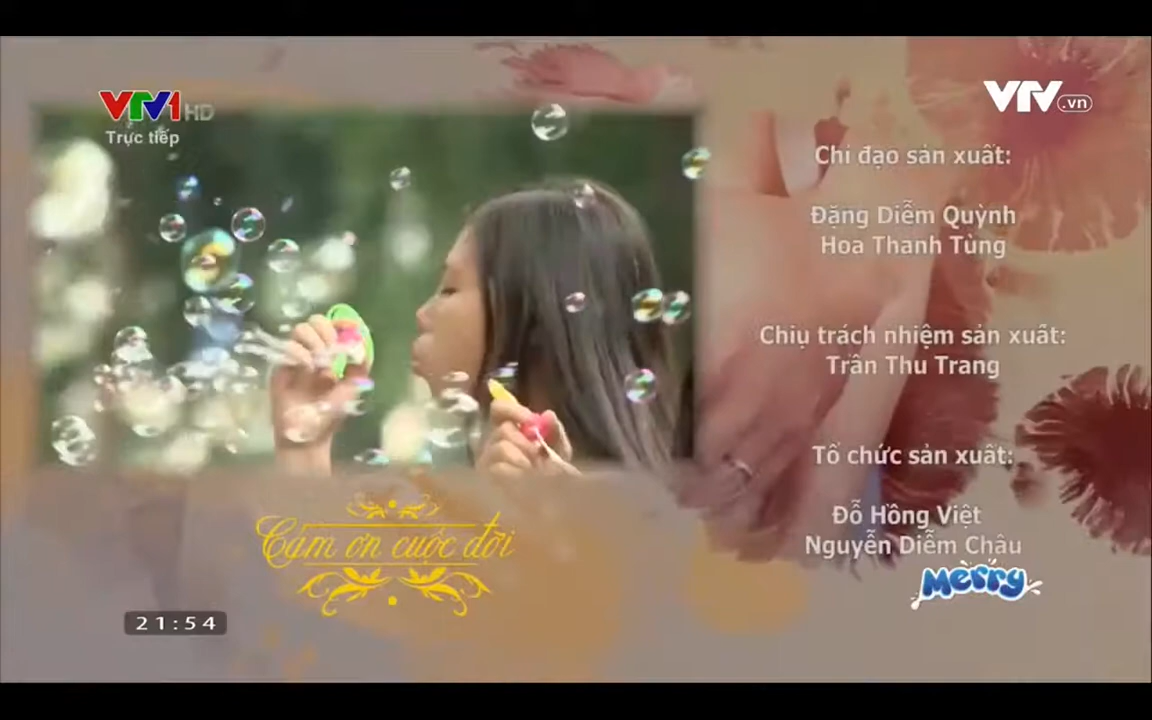 VTV1 HD
Trực tiếp
VTV.vn
Chỉ đạo sản xuất:
Đặng Diễm Quỳnh
Hoa Thanh Tùng
Chịu trách nhiệm sản xuất:
Trần Thu Trang
Tổ chức sản xuất:
Đỗ Hồng Việt
Nguyễn Diễm Châu
Merry
Cảm ơn cuộc đời
21:54